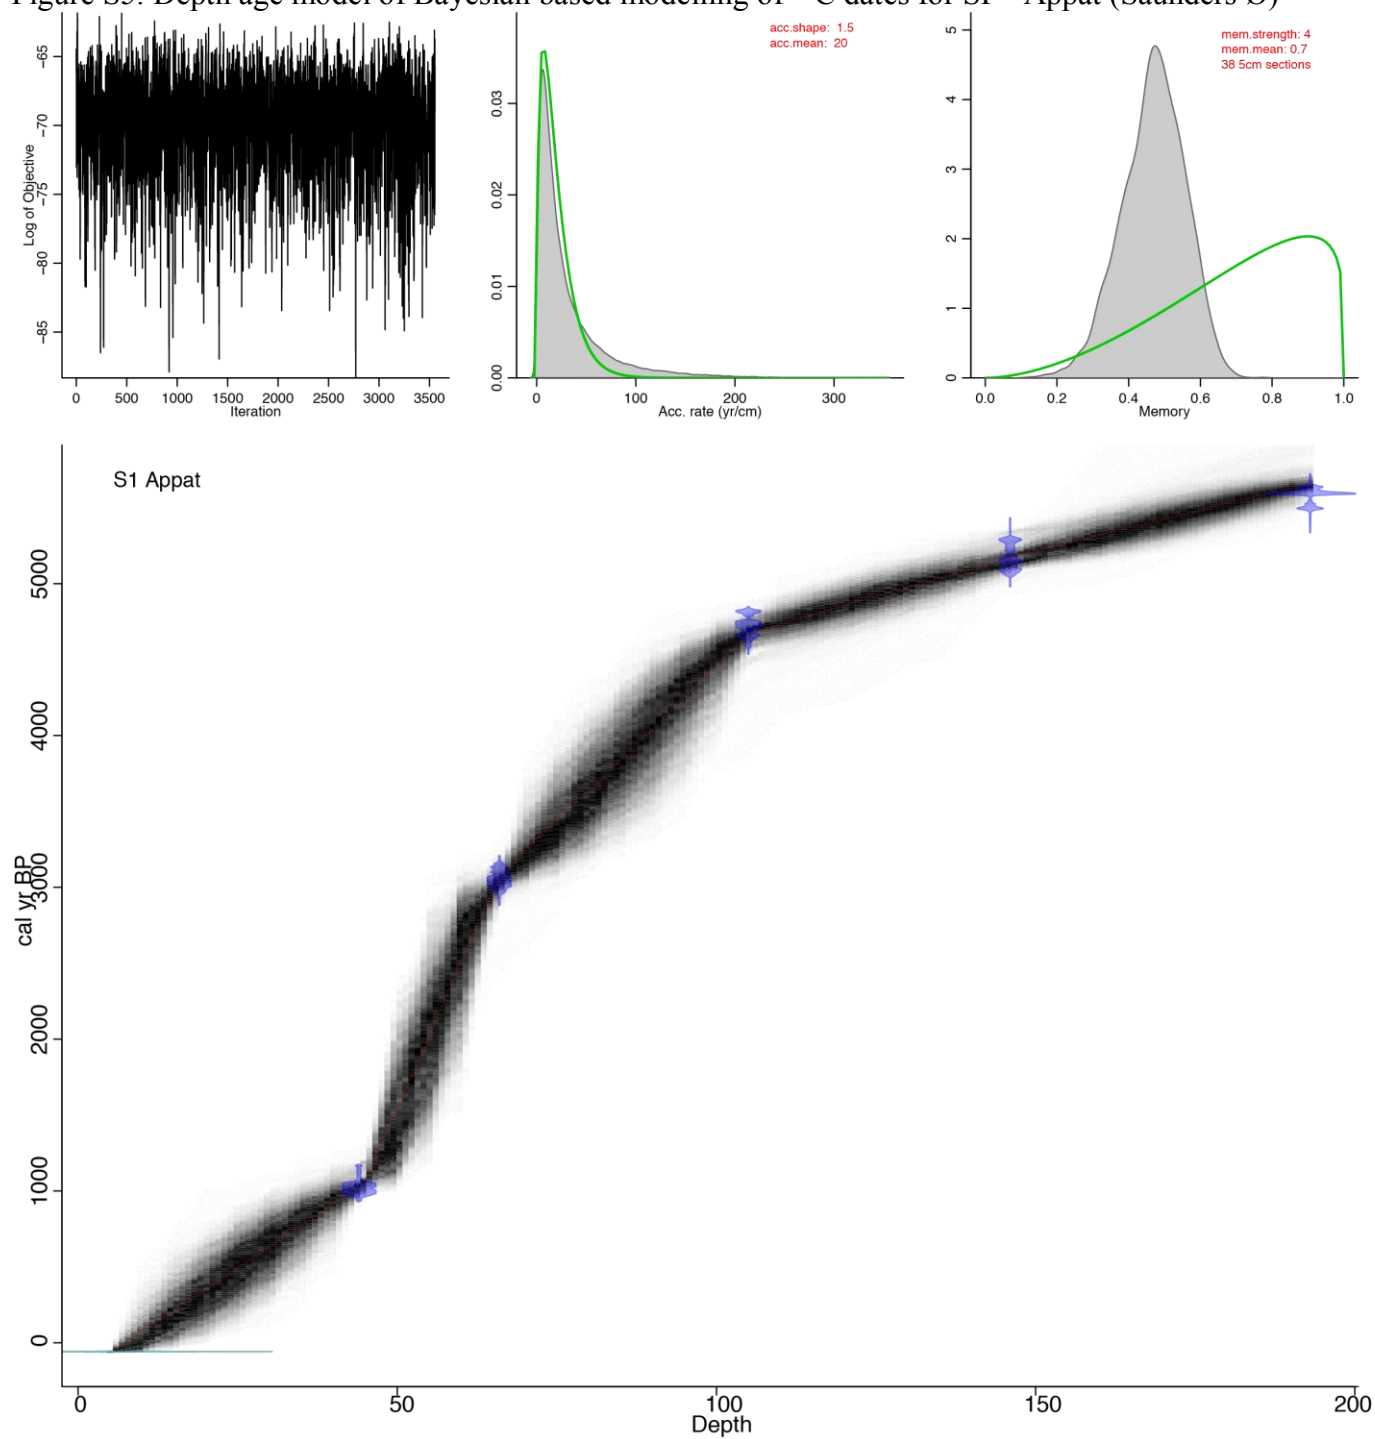 Figure S5: Depth age model of Bayesian based modelling of C dates for S1 Appat (Saunders Ø)
acc.shape: 1.5
acc.mean: 20
mem.strength: 4
mem.mean: 0.7
38 5cm sections
Log of Objective
−65
−70
−75
−80
−85
0 500 1000 1500 2000 2500 3000 3500
Iteration
0.00 0.01 0.02 0.03
0 100 200 300
Acc. rate (yr/cm)
0 1 2 3 4 5
0.0 0.2 0.4 0.6 0.8 1.0
Memory
S1 Appat
cal yr BP
0 1000 2000 3000 4000 5000
0 50 100 150 200
Depth